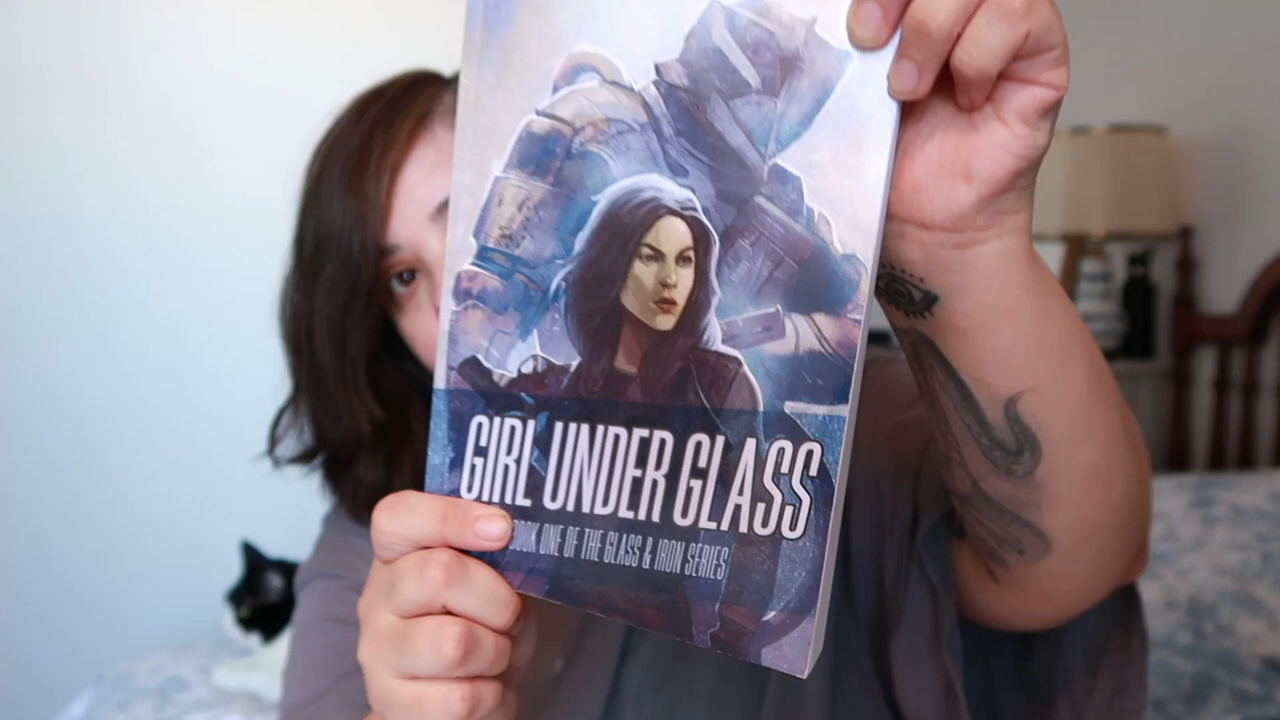 GIRL UNDER GLASS
BOOK ONE OF THE GLASS & IRON SERIES